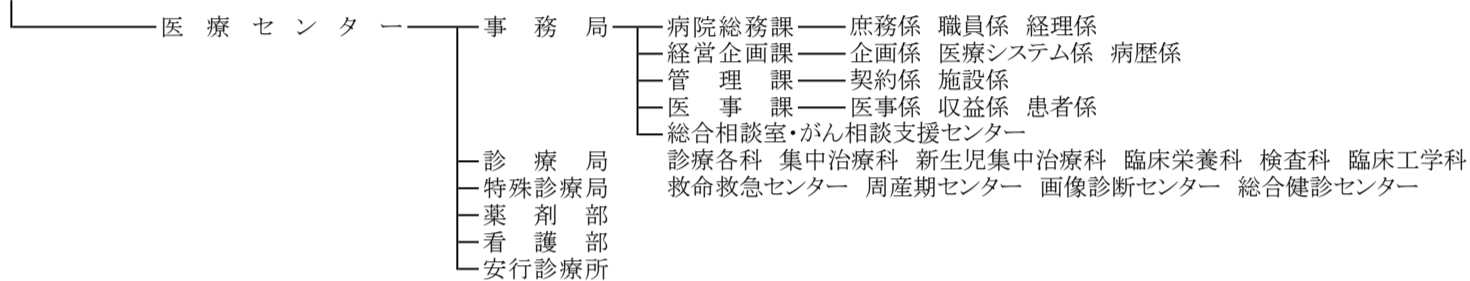 医療センター 事務局 病院総務課 庶務係 職員係 経理係
経営企画課 企画係 医療システム係 病歴係
管理課 契約係 施設係
医事課 医事係 収益係 患者係
総合相談室・がん相談支援センター
診療局 診療各科 集中治療科 新生児集中治療科 臨床栄養科 検査科 臨床工学科
特殊診療局 救命救急センター 周産期センター 画像診断センター 総合健診センター
薬剤部
看護部
安行診療所